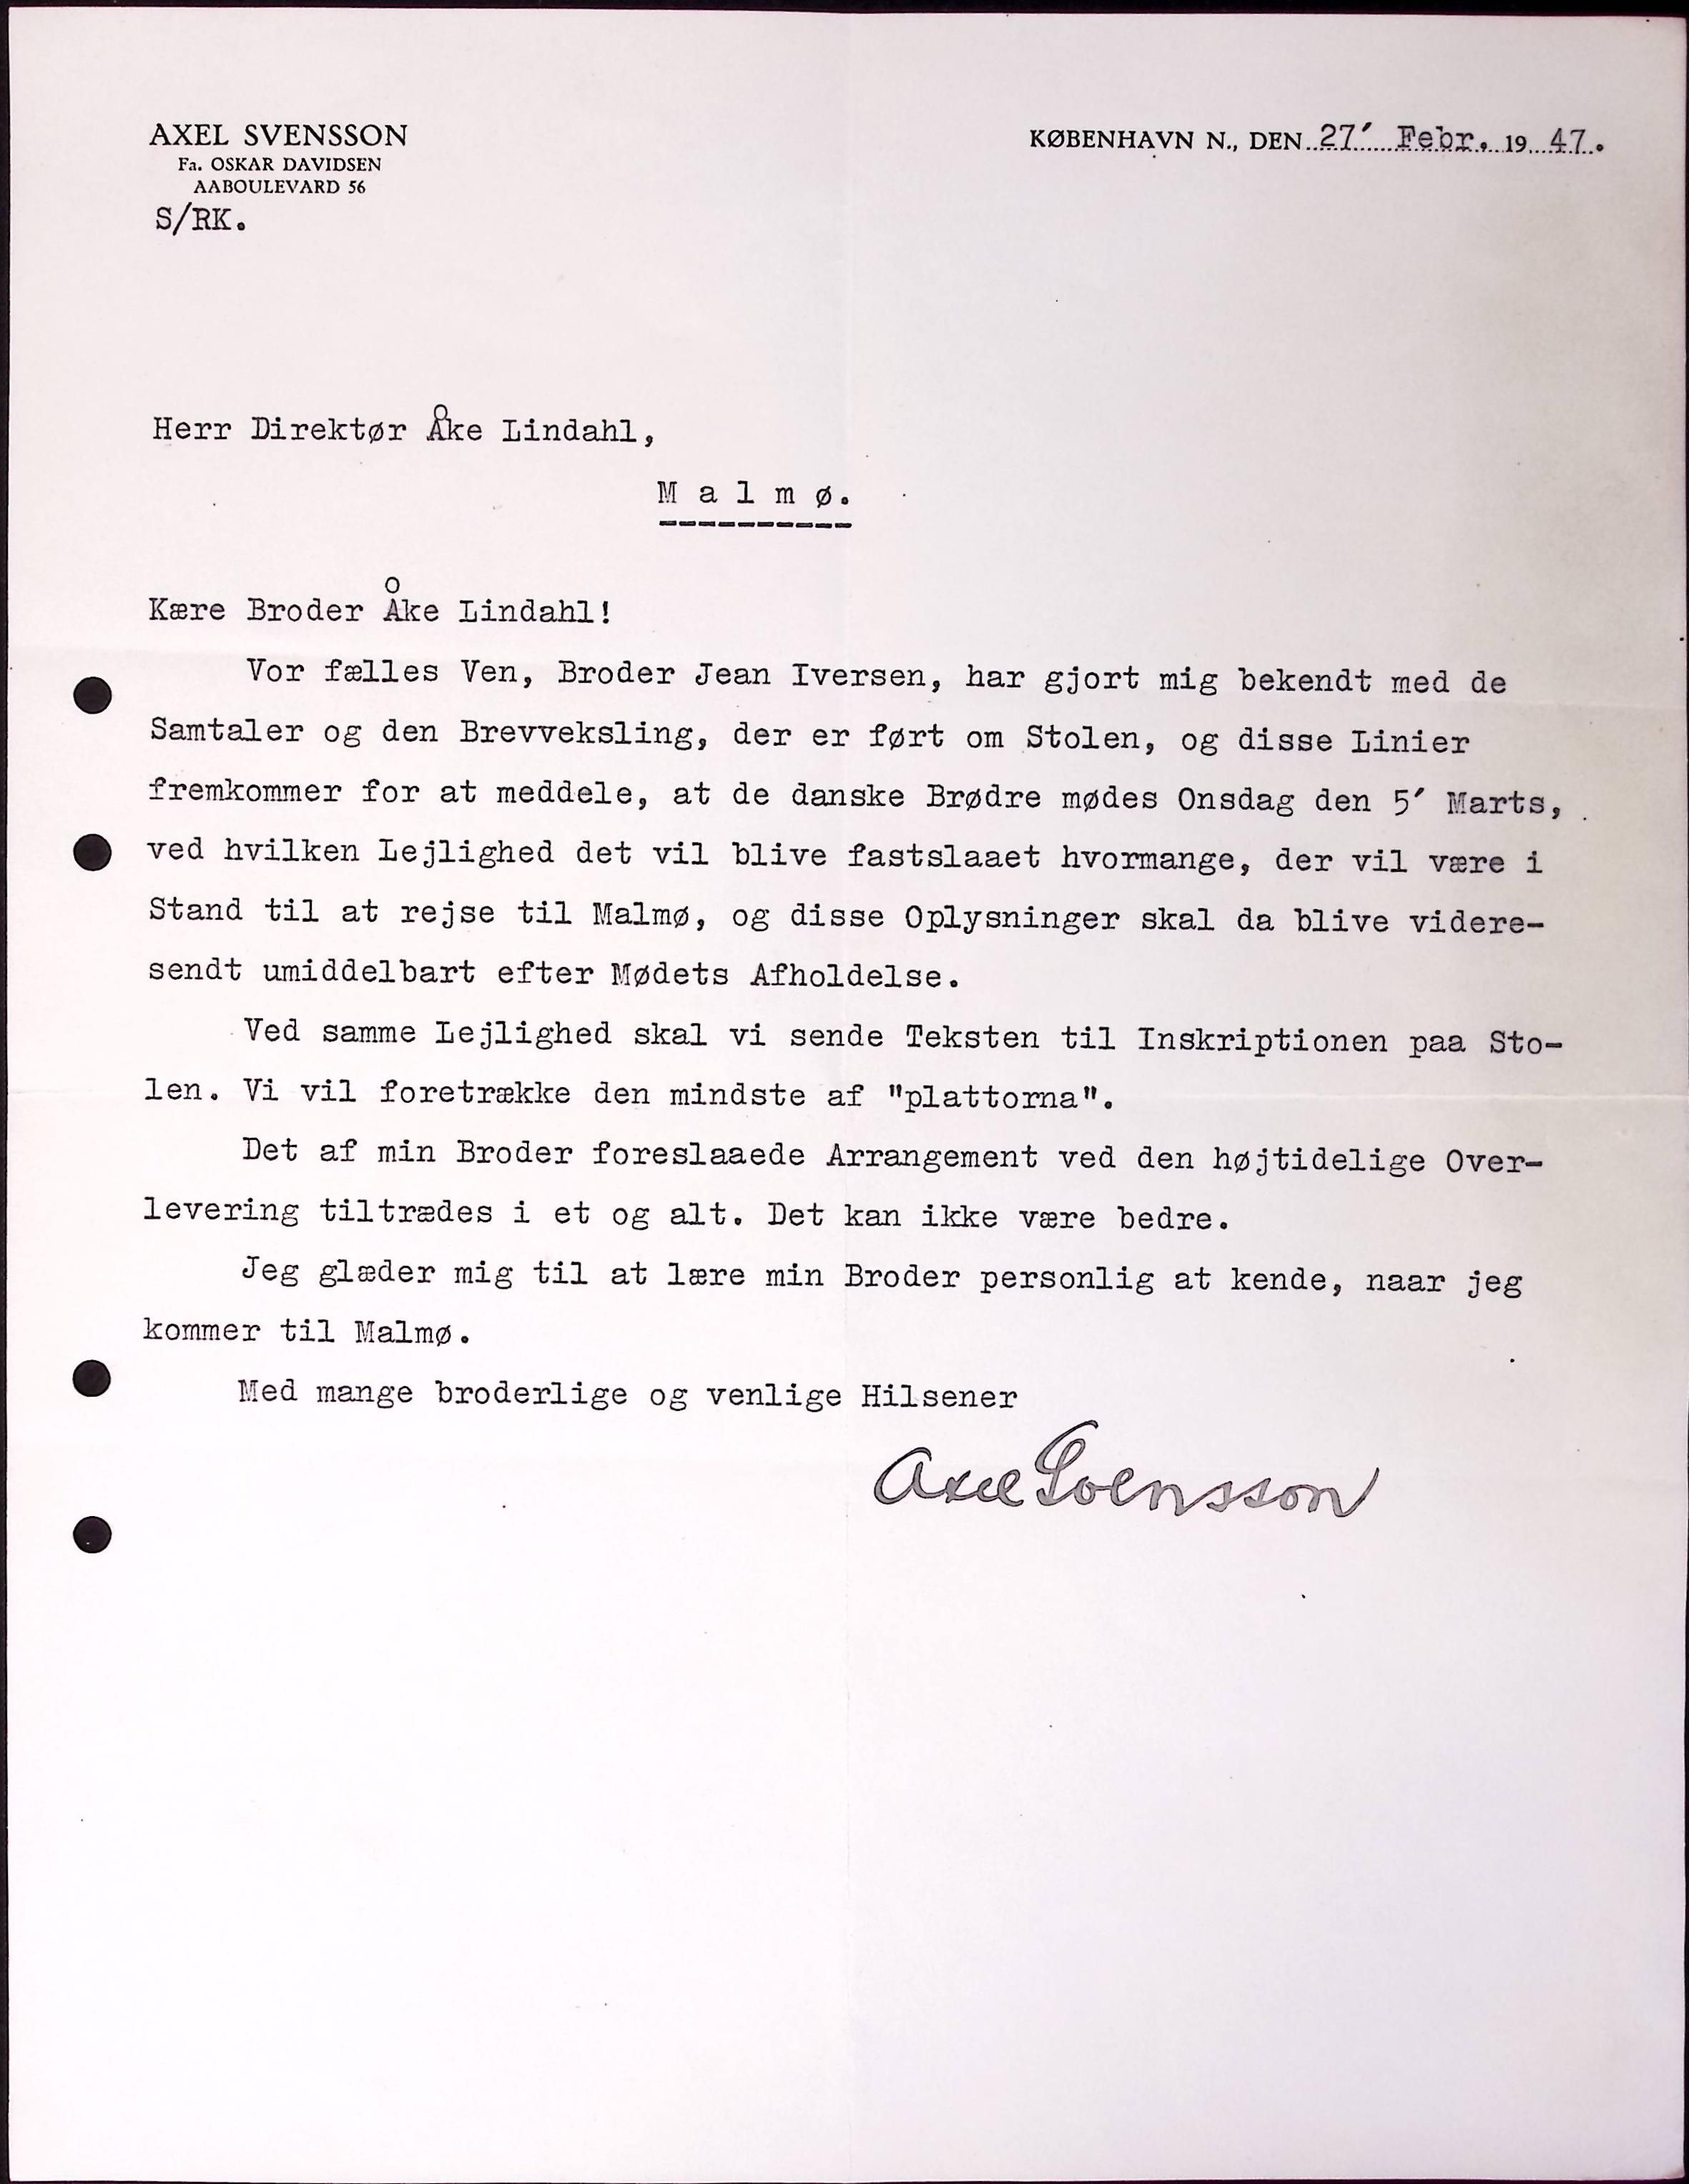 AXEL SVENSSON
Fa. OSKAR DAVIDSEN
AABOULEVARD 56
S/RK.
KØBENHAVN N., DEN 27' Febr. 19 47.
Herr Direktør Åke Lindahl,
M a l m ø.
----------
Kære Broder Åke Lindahl!
Vor fælles Ven, Broder Jean Iversen, har gjort mig bekendt med de
Samtaler og den Brevveksling, der er ført om Stolen, og disse Linier
fremkommer for at meddele, at de danske Brødre mødes Onsdag den 5' Marts,
ved hvilken Lejlighed det vil blive fastslaaet hvormange, der vil være i
Stand til at rejse til Malmø, og disse Oplysninger skal da blive videre-
sendt umiddelbart efter Mødets Afholdelse.
Ved samme Lejlighed skal vi sende Teksten til Inskriptionen paa Sto-
len. Vi vil foretrække den mindste af "plattorna".
Det af min Broder foreslaaede Arrangement ved den højtidelige Over-
levering tiltrædes i et og alt. Det kan ikke være bedre.
Jeg glæder mig til at lære min Broder personlig at kende, naar jeg
kommer til Malmø.
Med mange broderlige og venlige Hilsener
Axel Svensson